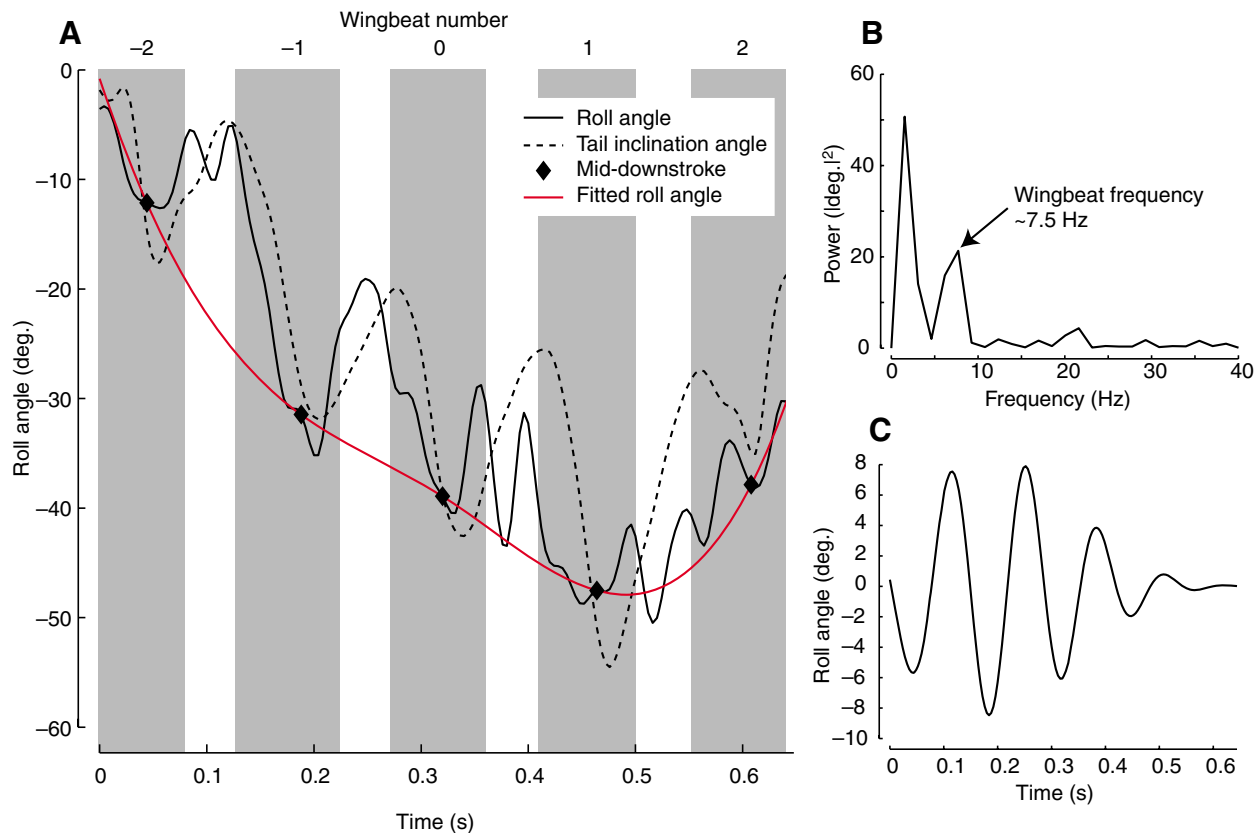 A
Wingbeat number
–2 –1 0 1 2
0
–10
–20
–30
–40
–50
–60
Roll angle (deg.)
Roll angle
Tail inclination angle
Mid-downstroke
Fitted roll angle
0 0.1 0.2 0.3 0.4 0.5 0.6
Time (s)
B
60
40
20
0
Power (|deg.|²)
Wingbeat frequency
~7.5 Hz
0 10 20 30 40
Frequency (Hz)
C
8
6
4
2
0
–2
–4
–6
–8
–10
Roll angle (deg.)
0 0.1 0.2 0.3 0.4 0.5 0.6
Time (s)